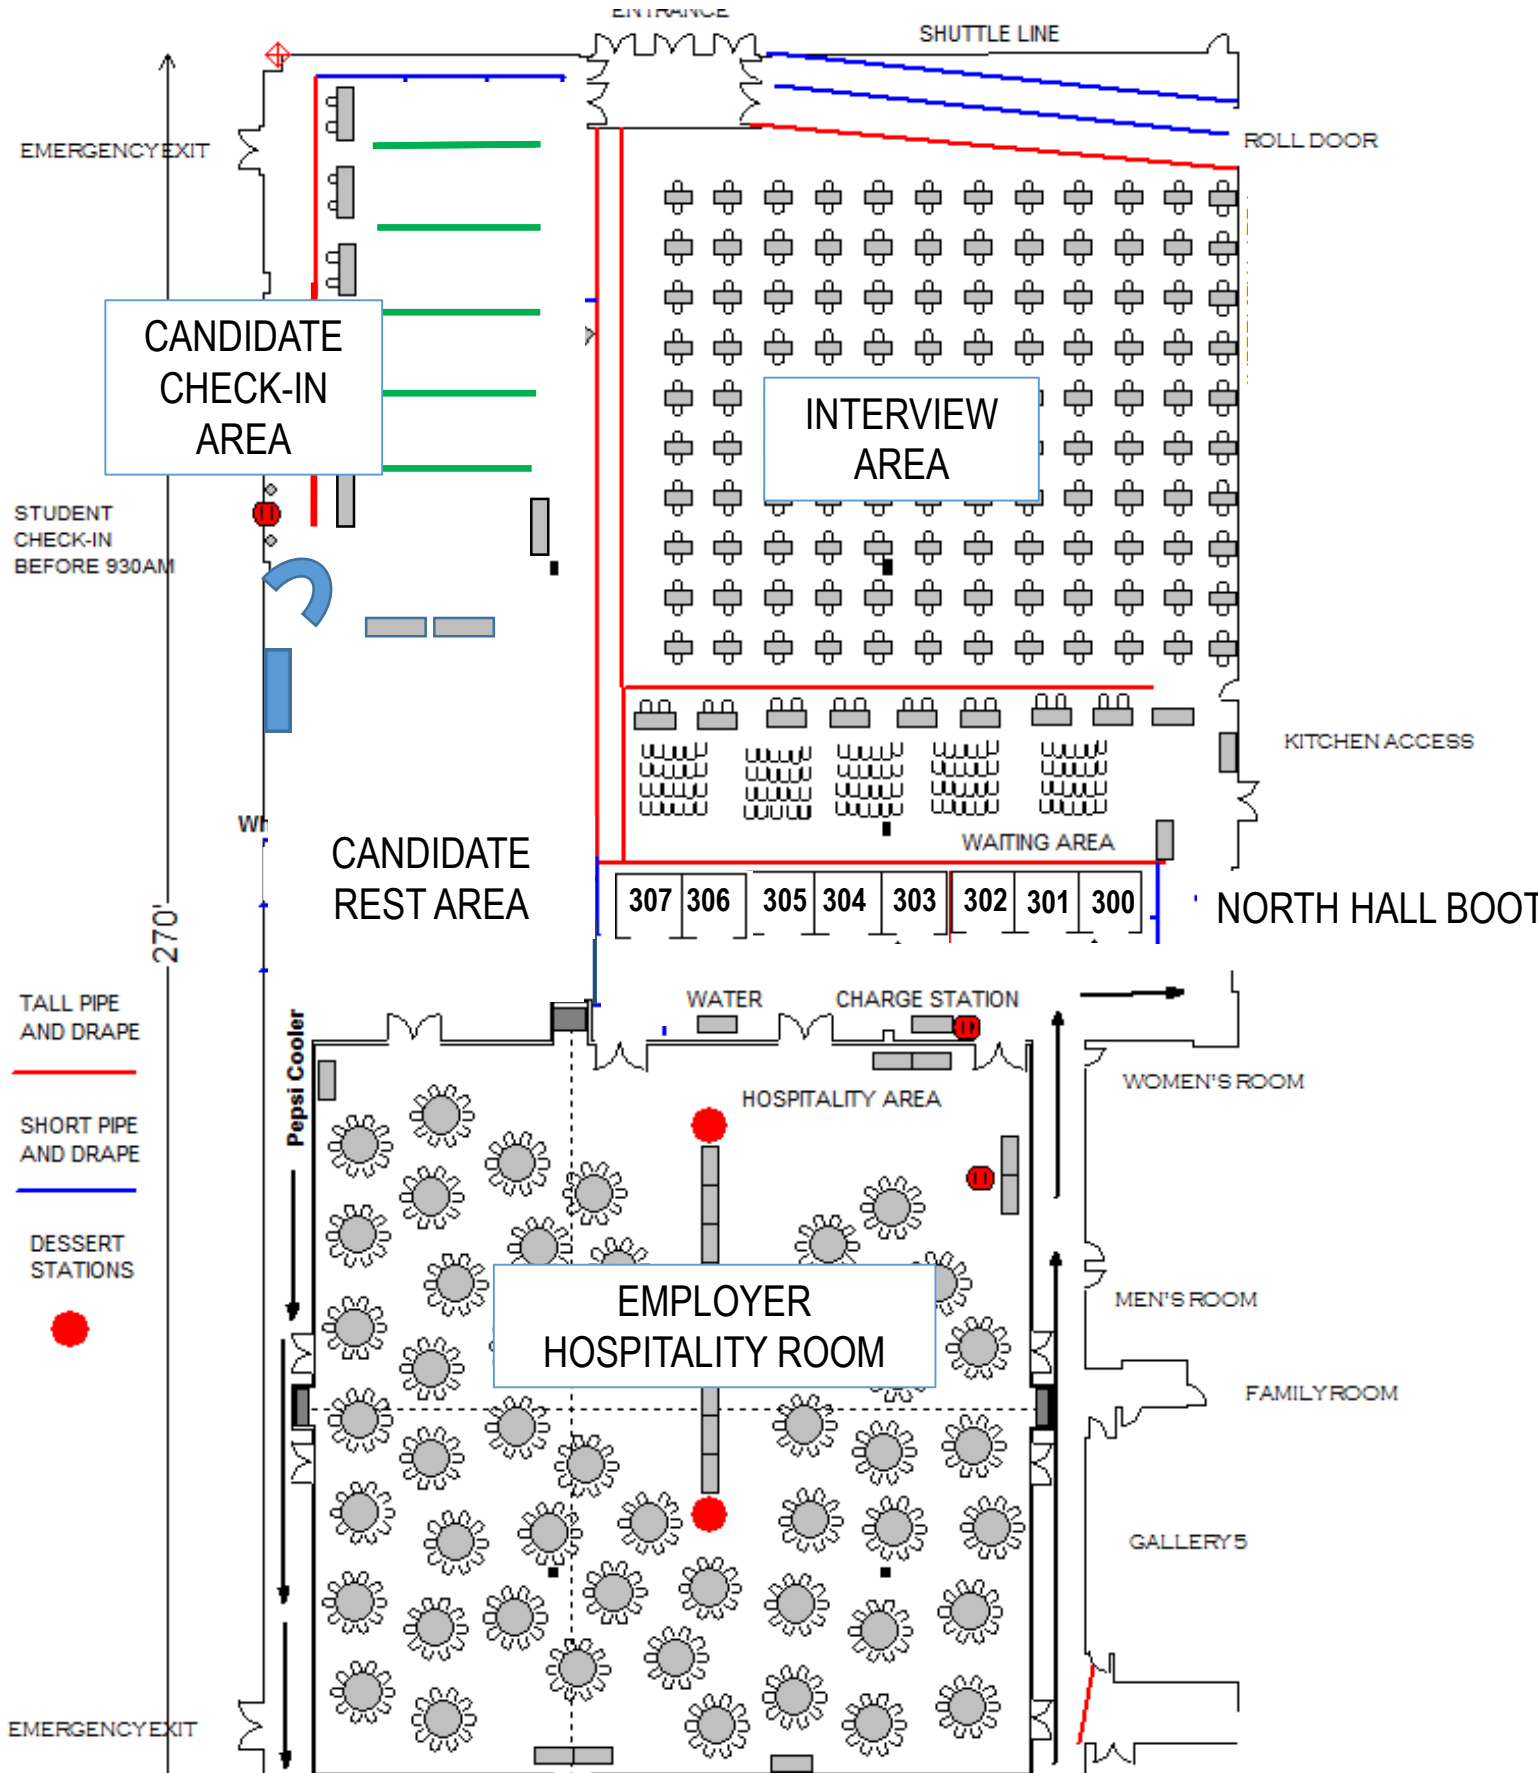 ENTRANCE
SHUTTLE LINE
EMERGENCY EXIT
ROLL DOOR
CANDIDATE
CHECK-IN
AREA
INTERVIEW
AREA
STUDENT
CHECK-IN
BEFORE 930AM
KITCHEN ACCESS
WAITING AREA
CANDIDATE
REST AREA
307 306 305 304 303 302 301 300
NORTH HALL BOOT
270'
TALL PIPE
AND DRAPE
WATER
CHARGE STATION
Pepsi Cooler
WOMEN'S ROOM
HOSPITALITY AREA
SHORT PIPE
AND DRAPE
DESSERT
STATIONS
EMPLOYER
HOSPITALITY ROOM
MEN'S ROOM
FAMILY ROOM
GALLERY 5
EMERGENCY EXIT